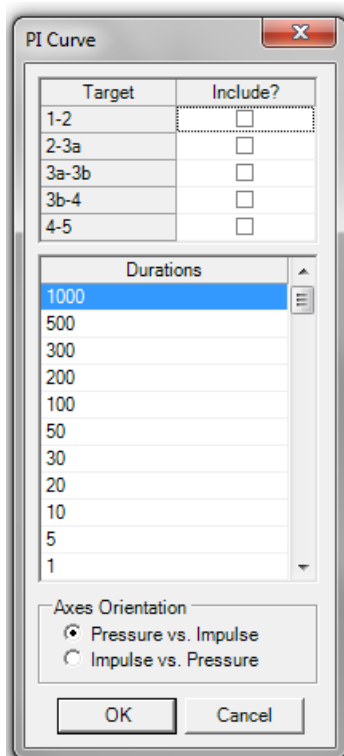 PI Curve
Target Include?
1-2
2-3a
3a-3b
3b-4
4-5
Durations
1000
500
300
200
100
50
30
20
10
5
1
Axes Orientation
Pressure vs. Impulse
Impulse vs. Pressure
OK Cancel